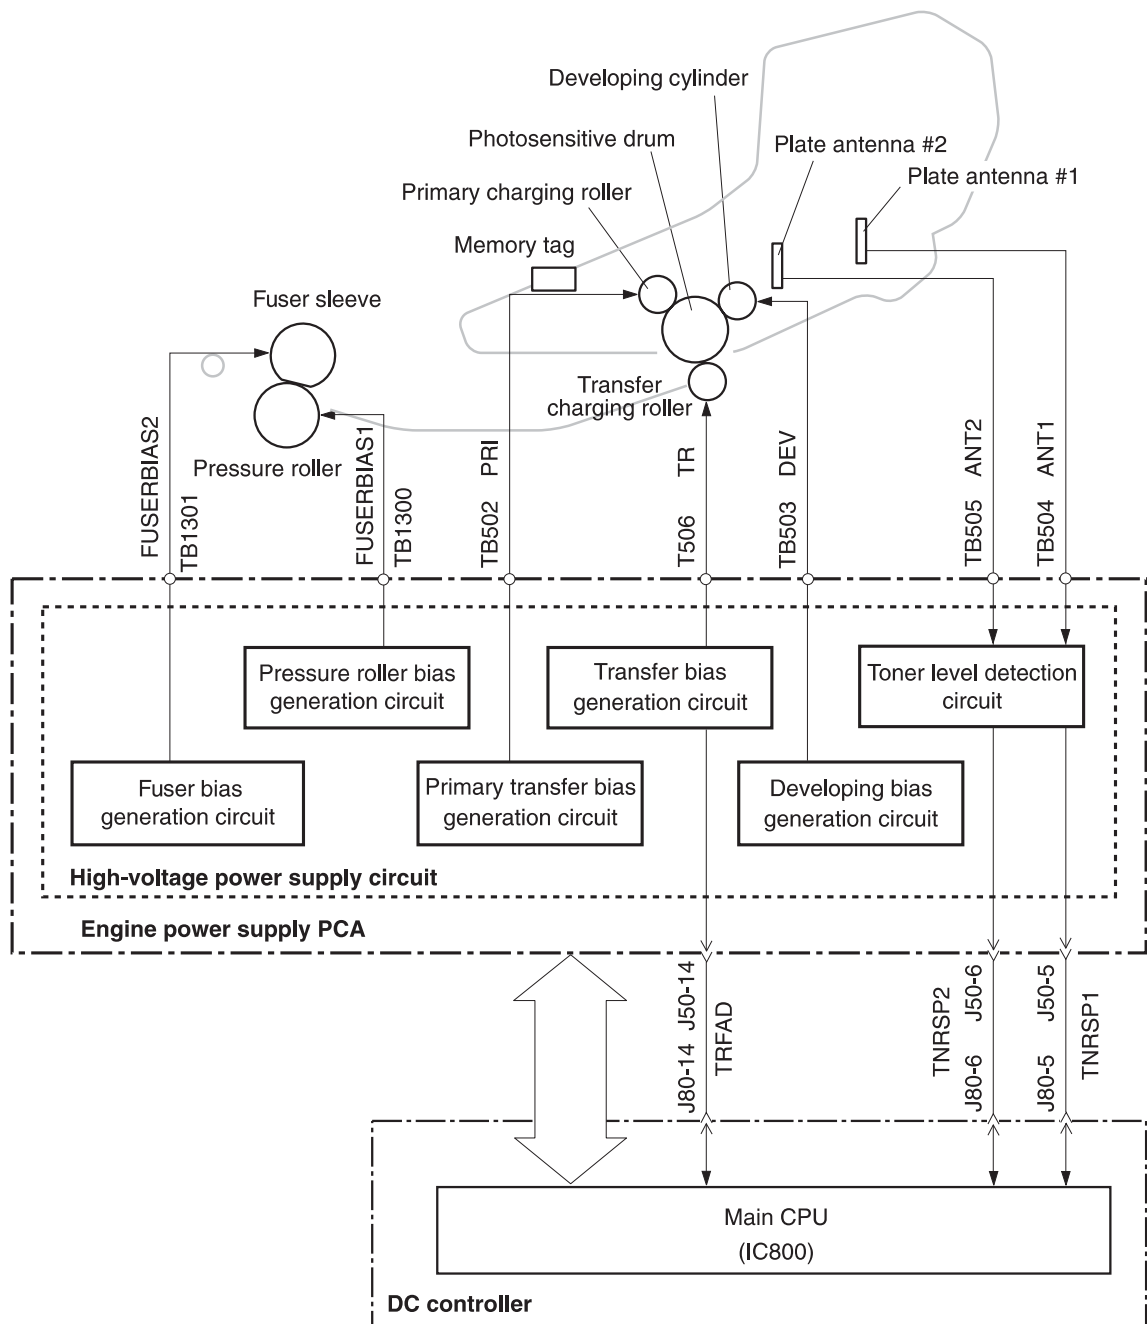 Developing cylinder
Photosensitive drum
Plate antenna #2
Plate antenna #1
Primary charging roller
Memory tag
Fuser sleeve
Transfer
charging roller
Pressure roller
FUSERBIAS2
TB1301
FUSERBIAS1
TB1300
TB502 PRI
T506 TR
TB503 DEV
TB505 ANT2
TB504 ANT1
Pressure roller bias
generation circuit
Transfer bias
generation circuit
Toner level detection
circuit
Fuser bias
generation circuit
Primary transfer bias
generation circuit
Developing bias
generation circuit
High-voltage power supply circuit
Engine power supply PCA
J80-14 J50-14
TRFAD
TNRSP2
J80-6 J50-6
J80-5 J50-5
TNRSP1
Main CPU
(IC800)
DC controller